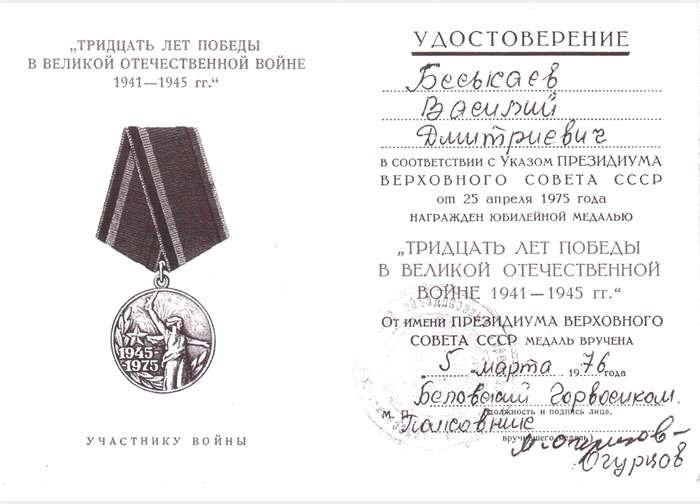 „ТРИДЦАТЬ ЛЕТ ПОБЕДЫ
В ВЕЛИКОЙ ОТЕЧЕСТВЕННОЙ ВОЙНЕ
1941—1945 гг.“
1945-
1975
УЧАСТНИКУ ВОЙНЫ
УДОСТОВЕРЕНИЕ
Беськаев
Василий
Дмитриевич
В СООТВЕТСТВИИ С УКАЗОМ ПРЕЗИДИУМА
ВЕРХОВНОГО СОВЕТА СССР
от 25 апреля 1975 года
НАГРАЖДЕН ЮБИЛЕЙНОЙ МЕДАЛЬЮ
„ТРИДЦАТЬ ЛЕТ ПОБЕДЫ
В ВЕЛИКОЙ ОТЕЧЕСТВЕННОЙ
ВОЙНЕ 1941—1945 гг.“
ОТ ИМЕНИ ПРЕЗИДИУМА ВЕРХОВНОГО
СОВЕТА СССР МЕДАЛЬ ВРУЧЕНА
„5“ марта 1976 года
Беловский Горвоенком.
(должность и подпись лица,
М. П. Полковник
вручившего медаль)
Огурцов